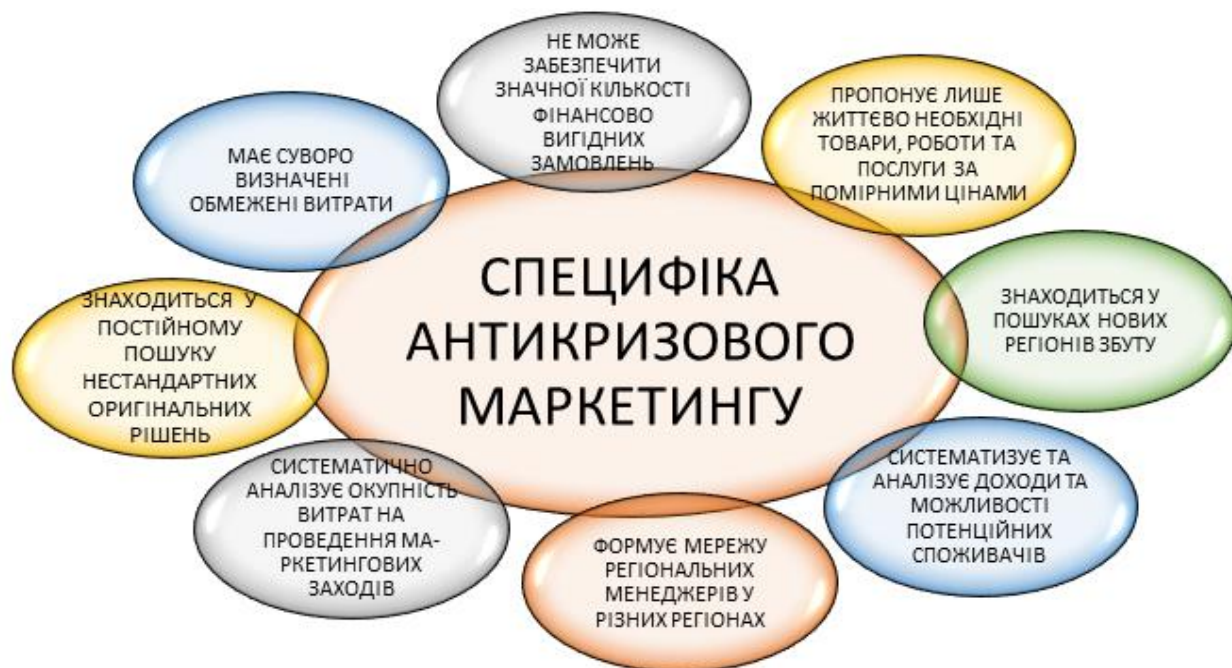 НЕ МОЖЕ
ЗАБЕЗПЕЧИТИ
ЗНАЧНОЇ КІЛЬКОСТІ
ФІНАНСОВО
ВИГІДНИХ
ЗАМОВЛЕНЬ
ПРОПОНУЄ ЛИШЕ
ЖИТТЄВО НЕОБХІДНІ
ТОВАРИ, РОБОТИ ТА
ПОСЛУГИ ЗА
ПОМІРНИМИ ЦІНАМИ
МАЄ СУВОРО
ВИЗНАЧЕНІ
ОБМЕЖЕНІ ВИТРАТИ
СПЕЦИФІКА
АНТИКРИЗОВОГО
МАРКЕТИНГУ
ЗНАХОДИТЬСЯ У
ПОШУКАХ НОВИХ
РЕГІОНІВ ЗБУТУ
ЗНАХОДИТЬСЯ У
ПОСТІЙНОМУ
ПОШУКУ
НЕСТАНДАРТНИХ
ОРИГІНАЛЬНИХ
РІШЕНЬ
СИСТЕМАТИЗУЄ ТА
АНАЛІЗУЄ ДОХОДИ ТА
МОЖЛИВОСТІ
ПОТЕНЦІЙНИХ
СПОЖИВАЧІВ
СИСТЕМАТИЧНО
АНАЛІЗУЄ ОКУПНІСТЬ
ВИТРАТ НА
ПРОВЕДЕННЯ МА-
РКЕТИНГОВИХ
ЗАХОДІВ
ФОРМУЄ МЕРЕЖУ
РЕГІОНАЛЬНИХ
МЕНЕДЖЕРІВ У
РІЗНИХ РЕГІОНАХ